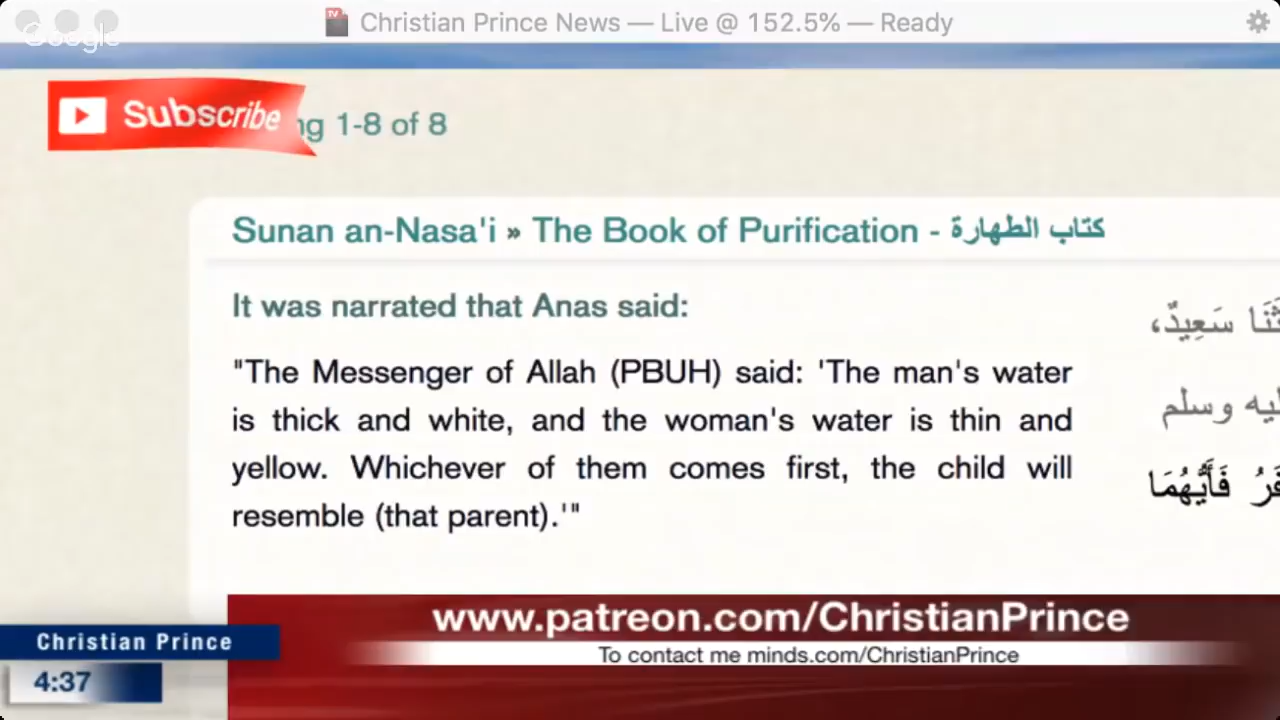 Christian Prince News — Live @ 152.5% — Ready
Google
Subscribe
ng 1-8 of 8
Sunan an-Nasa'i » The Book of Purification - كتاب الطهارة
It was narrated that Anas said:
"The Messenger of Allah (PBUH) said: 'The man's water
is thick and white, and the woman's water is thin and
yellow. Whichever of them comes first, the child will
resemble (that parent).'"
سَعِيدٌ،
وسلم
فَأَيُّهُمَا
www.patreon.com/ChristianPrince
To contact me minds.com/ChristianPrince
Christian Prince
4:37